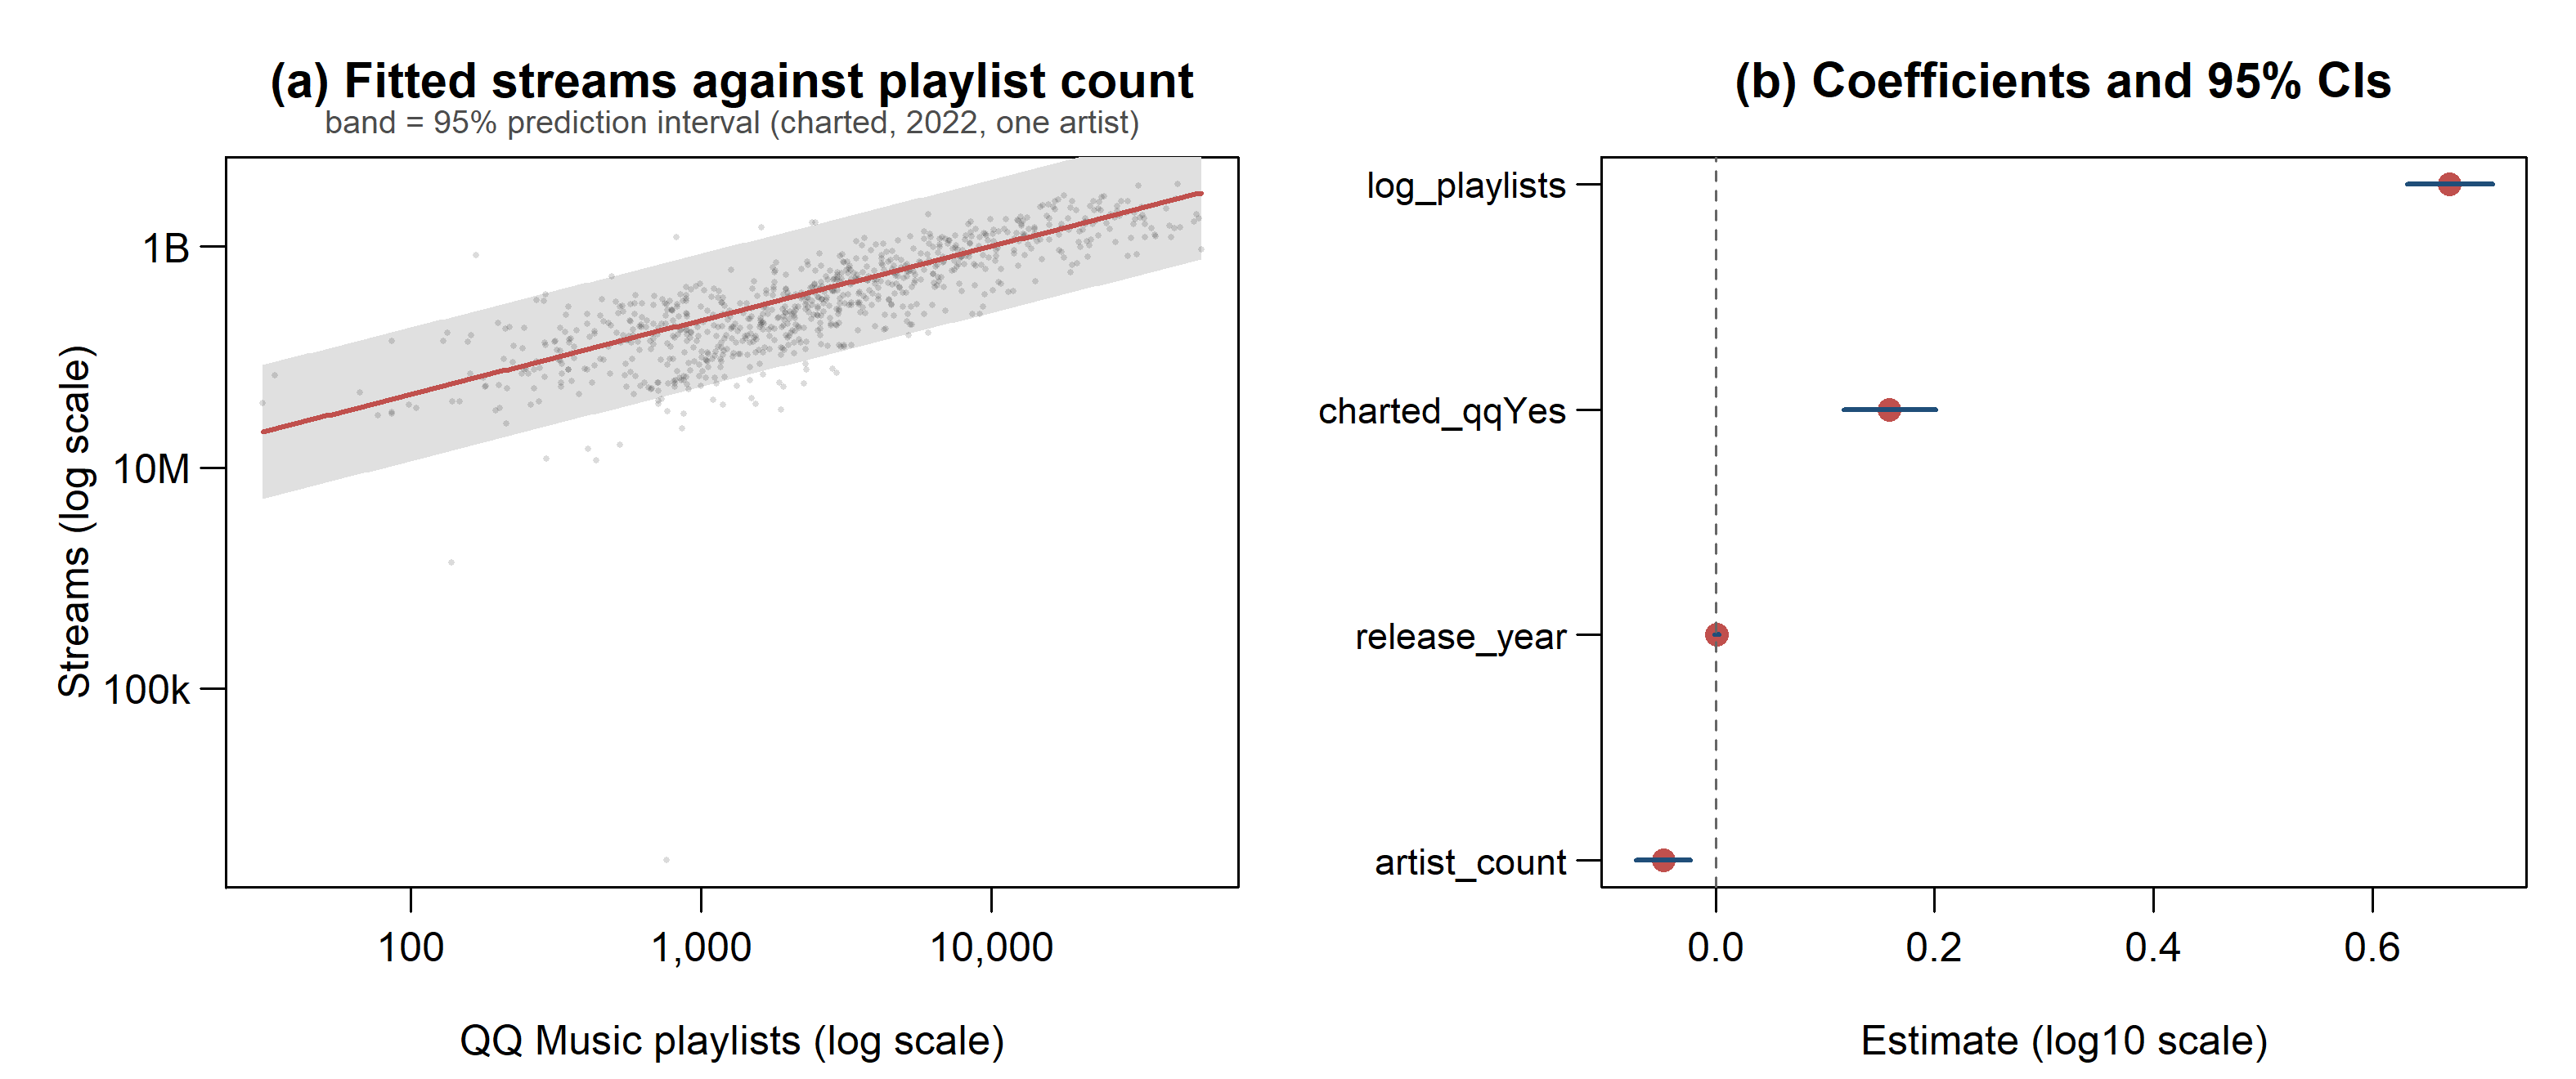 (a) Fitted streams against playlist count
band = 95% prediction interval (charted, 2022, one artist)
Streams (log scale)
1B
10M
100k
100
1,000
10,000
QQ Music playlists (log scale)
(b) Coefficients and 95% CIs
log_playlists
charted_qqYes
release_year
artist_count
0.0
0.2
0.4
0.6
Estimate (log10 scale)